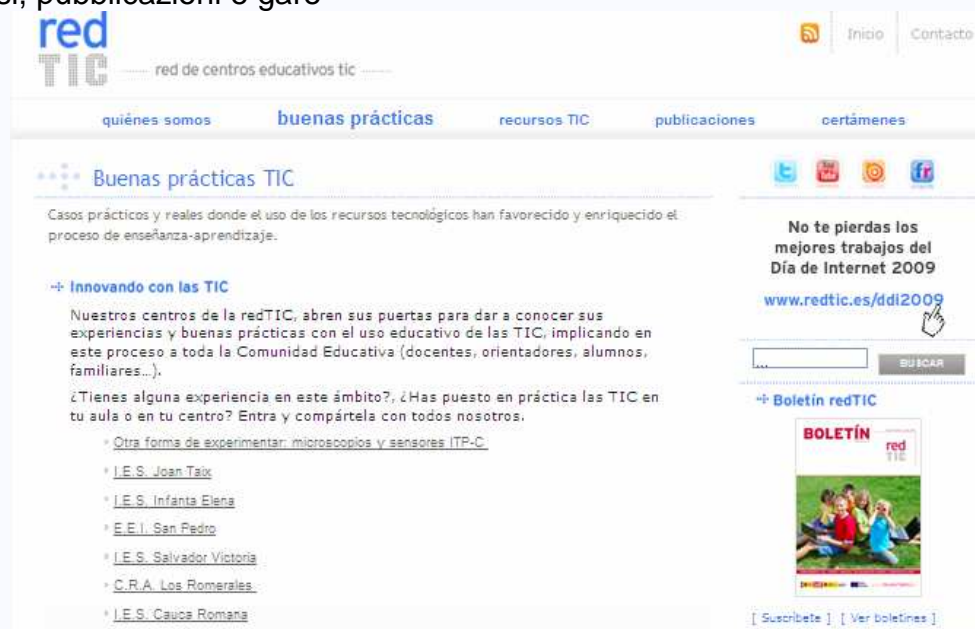 si, pubblicazioni o gare
red
TIC
red de centros educativos tic
Inicio
Contacto
quiénes somos
buenas prácticas
recursos TIC
publicaciones
certámenes
Buenas prácticas TIC
Casos prácticos y reales donde el uso de los recursos tecnológicos han favorecido y enriquecido el
proceso de enseñanza-aprendizaje.
Innovando con las TIC
Nuestros centros de la redTIC, abren sus puertas para dar a conocer sus
experiencias y buenas prácticas con el uso educativo de las TIC, implicando en
este proceso a toda la Comunidad Educativa (docentes, orientadores, alumnos,
familiares...).
¿Tienes alguna experiencia en este ámbito?, ¿Has puesto en práctica las TIC en
tu aula o en tu centro? Entra y compártela con todos nosotros.
Otra forma de experimentar: microscopios y sensores ITP-C
I.E.S. Joan Taix
I.E.S. Infanta Elena
E.E.I. San Pedro
I.E.S. Salvador Victoria
C.R.A. Los Romerales
I.E.S. Cauca Romana
No te pierdas los
mejores trabajos del
Día de Internet 2009
www.redtic.es/ddi2009
...
BUSCAR
Boletín redTIC
BOLETÍN
red
TIC
[ Suscríbete ] [ Ver boletines ]